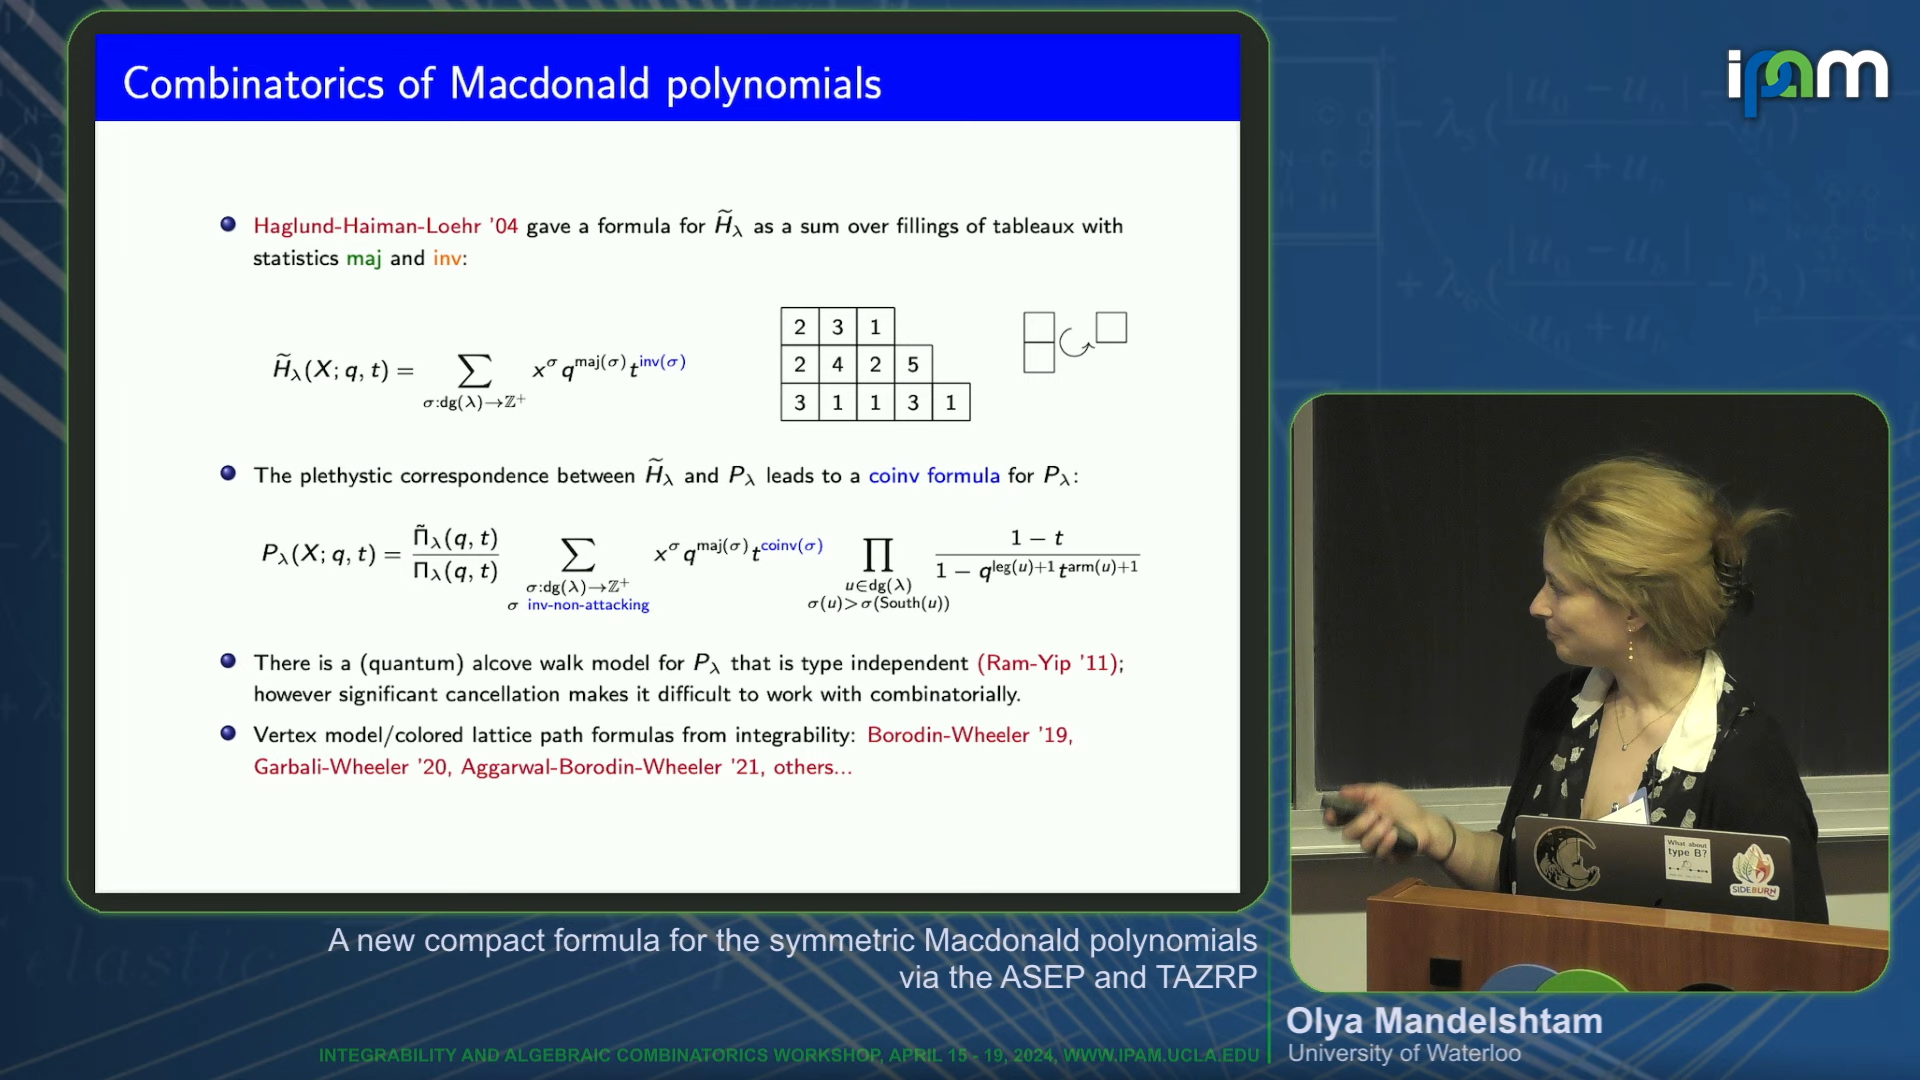 Combinatorics of Macdonald polynomials
ipam
Haglund-Haiman-Loehr '04 gave a formula for H̃_λ as a sum over fillings of tableaux with
statistics maj and inv:
H̃_λ(X; q, t) = ∑_{σ:dg(λ)→ℤ⁺} x^σ q^{maj(σ)} t^{inv(σ)}
2 3 1
2 4 2 5
3 1 1 3 1
The plethystic correspondence between H̃_λ and P_λ leads to a coinv formula for P_λ:
P_λ(X; q, t) = Π̃_λ(q, t) / Π_λ(q, t) ∑_{σ:dg(λ)→ℤ⁺ σ inv-non-attacking} x^σ q^{maj(σ)} t^{coinv(σ)} ∏_{u∈dg(λ) σ(u)>σ(South(u))} (1 − t) / (1 − q^{leg(u)+1} t^{arm(u)+1})
There is a (quantum) alcove walk model for P_λ that is type independent (Ram-Yip '11);
however significant cancellation makes it difficult to work with combinatorially.
Vertex model/colored lattice path formulas from integrability: Borodin-Wheeler '19,
Garbali-Wheeler '20, Aggarwal-Borodin-Wheeler '21, others...
What about
type B?
SIDEBURN
A new compact formula for the symmetric Macdonald polynomials
via the ASEP and TAZRP
Olya Mandelshtam
University of Waterloo
INTEGRABILITY AND ALGEBRAIC COMBINATORICS WORKSHOP, APRIL 15 - 19, 2024, WWW.IPAM.UCLA.EDU